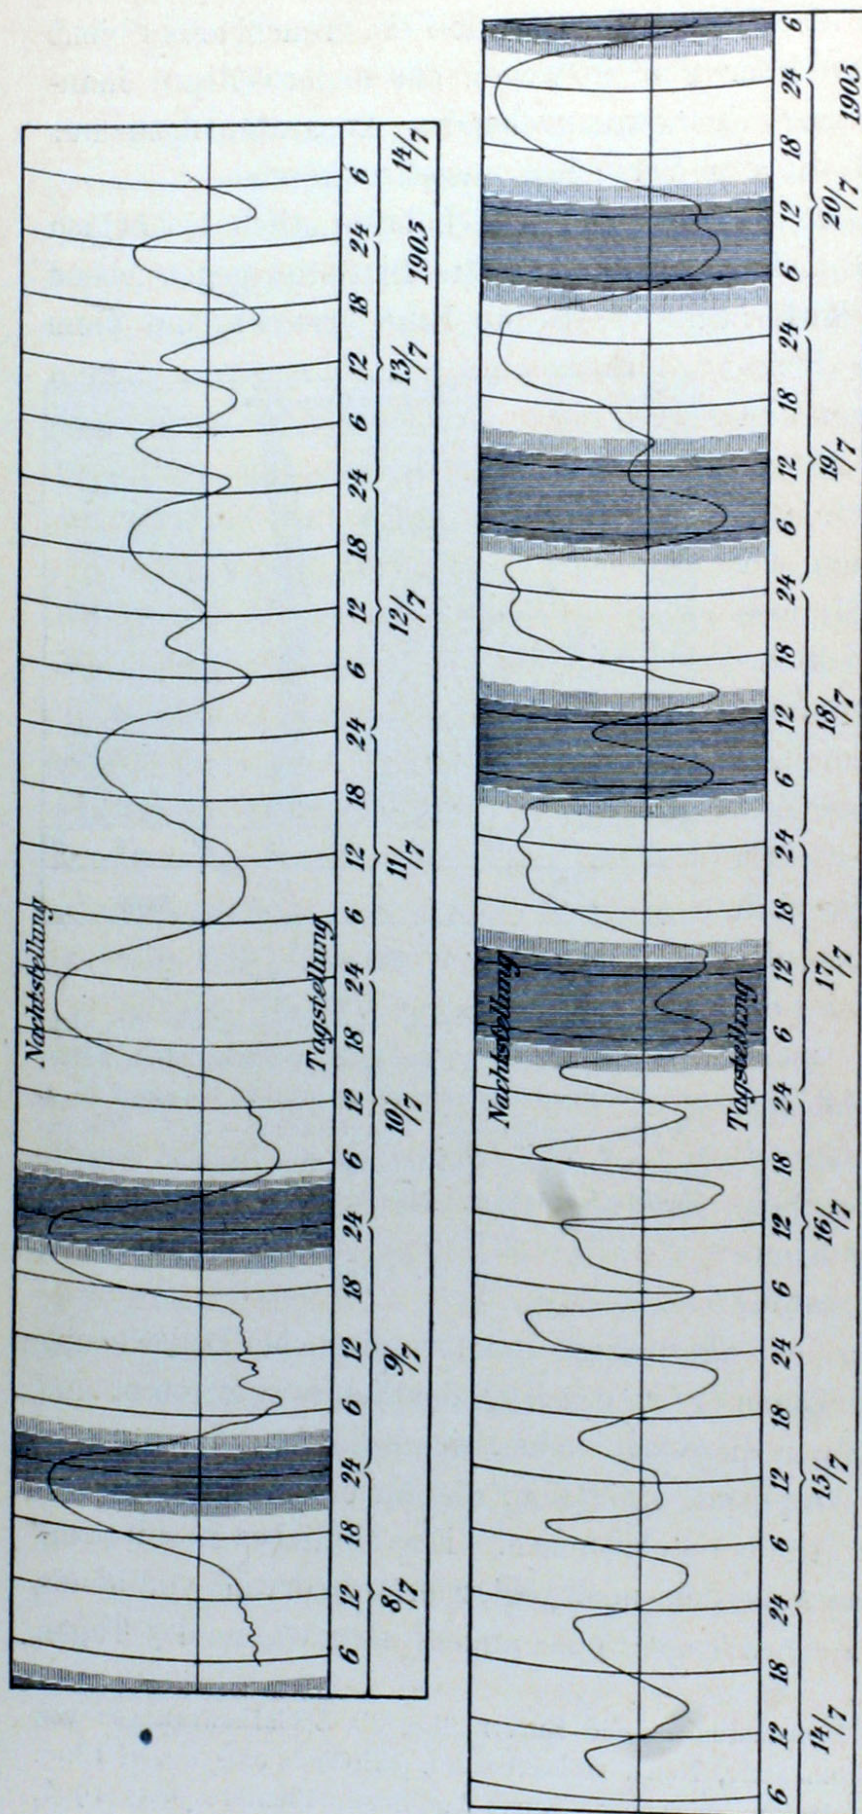 Nachtstellung
Tagstellung
6 12 18 24 6 12 18 24 6 12 18 24 6 12 18 24 6 12 18 24 6 12 18 24 6
8/7 9/7 10/7 11/7 12/7 13/7 1905 14/7
Nachtstellung
Tagstellung
6 12 18 24 6 12 18 24 6 12 18 24 6 12 18 24 6 12 18 24 6 12 18 24 6 12 18 24 6
14/7 15/7 16/7 17/7 18/7 19/7 20/7 1905